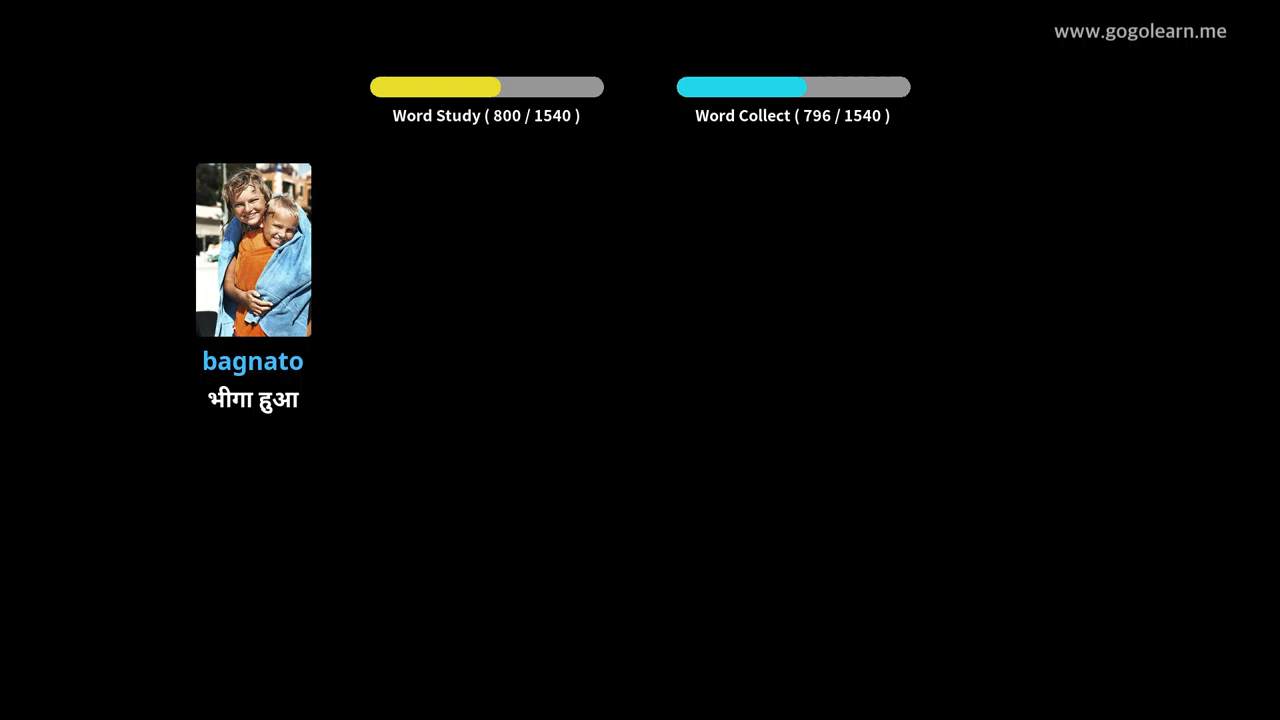 www.gogolearn.me
Word Study ( 800 / 1540 )
Word Collect ( 796 / 1540 )
bagnato
भीगा हुआ